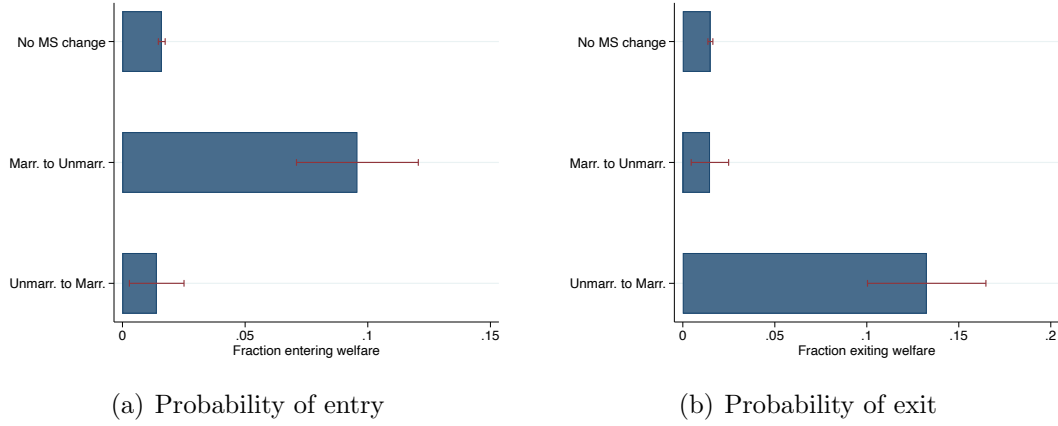 No MS change
Marr. to Unmarr.
Unmarr. to Marr.
0 .05 .1 .15
Fraction entering welfare
(a) Probability of entry
No MS change
Marr. to Unmarr.
Unmarr. to Marr.
0 .05 .1 .15 .2
Fraction exiting welfare
(b) Probability of exit